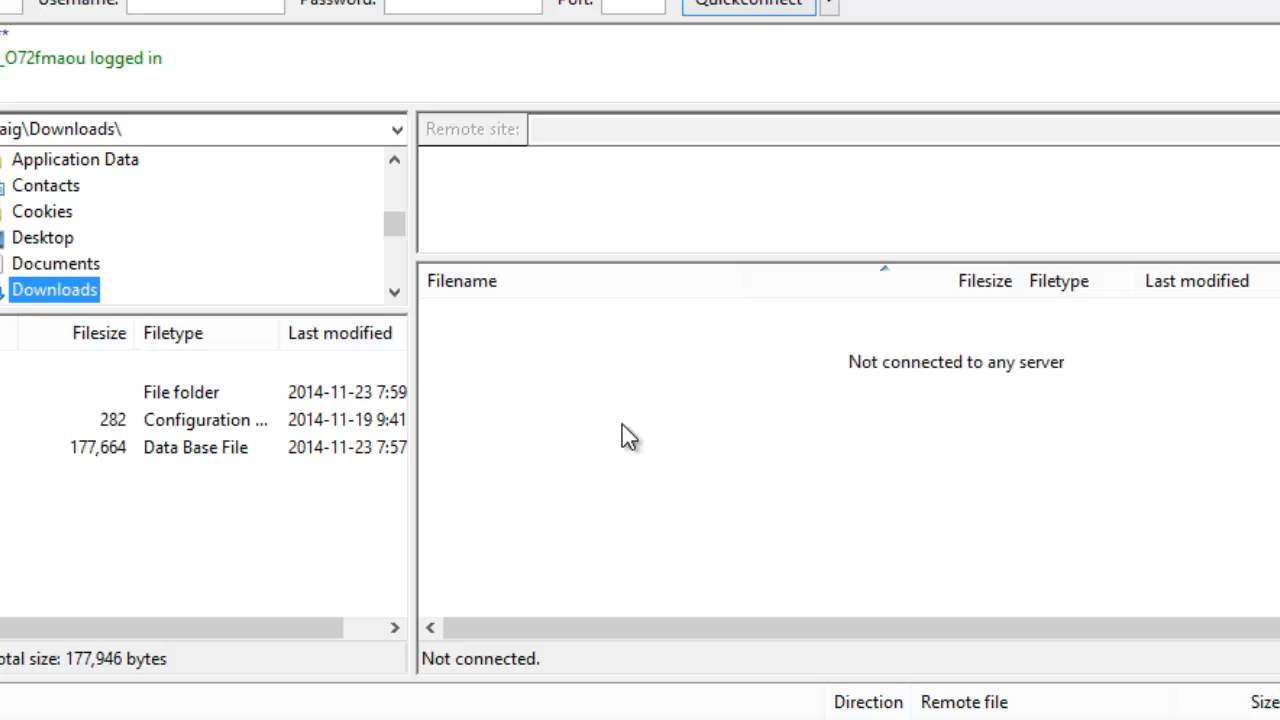 Username: Password: Port: Quickconnect
**
_O72fmaou logged in
aig\Downloads\
Remote site:
Application Data
Contacts
Cookies
Desktop
Documents
Downloads
Filename Filesize Filetype Last modified
Filesize Filetype Last modified
Not connected to any server
File folder 2014-11-23 7:59
282 Configuration ... 2014-11-19 9:41
177,664 Data Base File 2014-11-23 7:57
otal size: 177,946 bytes
Not connected.
Direction Remote file Size